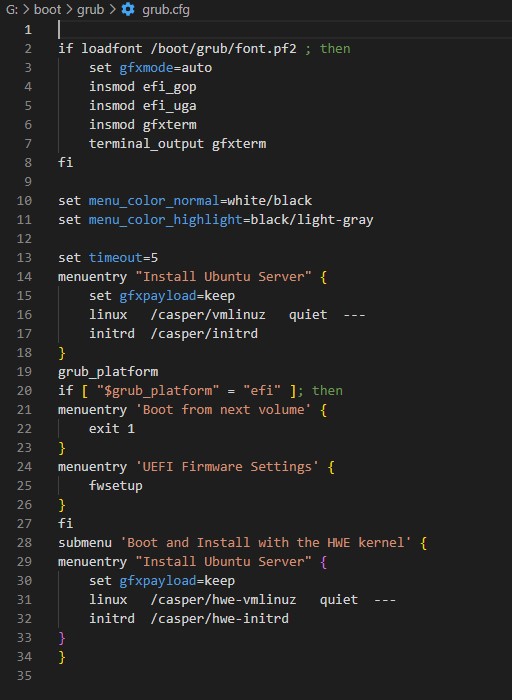 G: > boot > grub > grub.cfg
1
2 if loadfont /boot/grub/font.pf2 ; then
3     set gfxmode=auto
4     insmod efi_gop
5     insmod efi_uga
6     insmod gfxterm
7     terminal_output gfxterm
8 fi
9
10 set menu_color_normal=white/black
11 set menu_color_highlight=black/light-gray
12
13 set timeout=5
14 menuentry "Install Ubuntu Server" {
15     set gfxpayload=keep
16     linux   /casper/vmlinuz   quiet  ---
17     initrd  /casper/initrd
18 }
19 grub_platform
20 if [ "$grub_platform" = "efi" ]; then
21 menuentry 'Boot from next volume' {
22     exit 1
23 }
24 menuentry 'UEFI Firmware Settings' {
25     fwsetup
26 }
27 fi
28 submenu 'Boot and Install with the HWE kernel' {
29 menuentry "Install Ubuntu Server" {
30     set gfxpayload=keep
31     linux   /casper/hwe-vmlinuz   quiet  ---
32     initrd  /casper/hwe-initrd
33 }
34 }
35